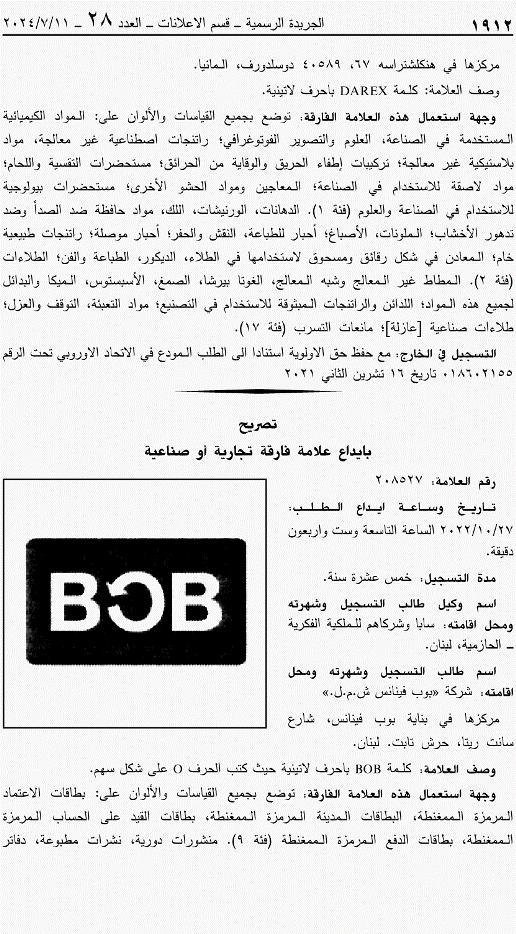 ١٩١٢ الجريدة الرسمية ـ قسم الاعلانات ـ العدد ٢٨ ـ ٢٠٢٤/٧/١١
مركزها في هنكلشتراسه ٦٧، ٤٠٥٨٩ دوسلدورف، المانيا.
وصف العلامة: كلمة DAREX باحرف لاتينية.
وجهة استعمال هذه العلامة الفارقة: توضع بجميع القياسات والألوان على: المواد الكيميائية
المستخدمة في الصناعة، العلوم والتصوير الفوتوغرافي؛ راتنجات اصطناعية غير معالجة، مواد
بلاستيكية غير معالجة؛ تركيبات إطفاء الحريق والوقاية من الحرائق؛ مستحضرات التقسية واللحام؛
مواد لاصقة للاستخدام في الصناعة؛ المعاجين ومواد الحشو الأخرى؛ مستحضرات بيولوجية
للاستخدام في الصناعة والعلوم (فئة ١). الدهانات، الورنيشات، اللك، مواد حافظة ضد الصدأ وضد
تدهور الأخشاب؛ الملونات، الأصباغ؛ أحبار للطباعة، النقش والحفر؛ أحبار موصلة؛ راتنجات طبيعية
خام؛ المعادن في شكل رقائق ومسحوق لاستخدامها في الطلاء، الديكور، الطباعة والفن؛ الطلاءات
(فئة ٢). المطاط غير المعالج وشبه المعالج، الغوتا بيرشا، الصمغ، الأسبستوس، الميكا والبدائل
لجميع هذه المواد؛ اللدائن والراتنجات المبثوقة للاستخدام في التصنيع؛ مواد التعبئة، التوقف والعزل؛
طلاءات صناعية [عازلة]؛ مانعات التسرب (فئة ١٧).
التسجيل في الخارج: مع حفظ حق الاولوية استنادا الى الطلب المودع في الاتحاد الاوروبي تحت الرقم
٠١٨٦٠٢١٥٥ تاريخ ١٦ تشرين الثاني ٢٠٢١
تصريح
بايداع علامة فارقة تجارية أو صناعية
رقم العلامة: ٢٠٨٥٢٧
تاريخ وساعة ايداع الطلب:
٢٠٢٢/١٠/٢٧ الساعة التاسعة وست واربعون
دقيقة.
مدة التسجيل: خمس عشرة سنة.
اسم وكيل طالب التسجيل وشهرته
ومحل اقامته: سابا وشركاهم للملكية الفكرية
ـ الحازمية، لبنان.
اسم طالب التسجيل وشهرته ومحل
اقامته: شركة «بوب فينانس ش.م.ل.»
مركزها في بناية بوب فينانس، شارع
سانت ريتا، حرش تابت. لبنان.
BOB
وصف العلامة: كلمة BOB باحرف لاتينية حيث كتب الحرف O على شكل سهم.
وجهة استعمال هذه العلامة الفارقة: توضع بجميع القياسات والألوان على: بطاقات الاعتماد
المرمزة الممغنطة، البطاقات المدينة المرمزة الممغنطة، بطاقات القيد على الحساب المرمزة
الممغنطة، بطاقات الدفع المرمزة الممغنطة (فئة ٩). منشورات دورية، نشرات مطبوعة، دفاتر